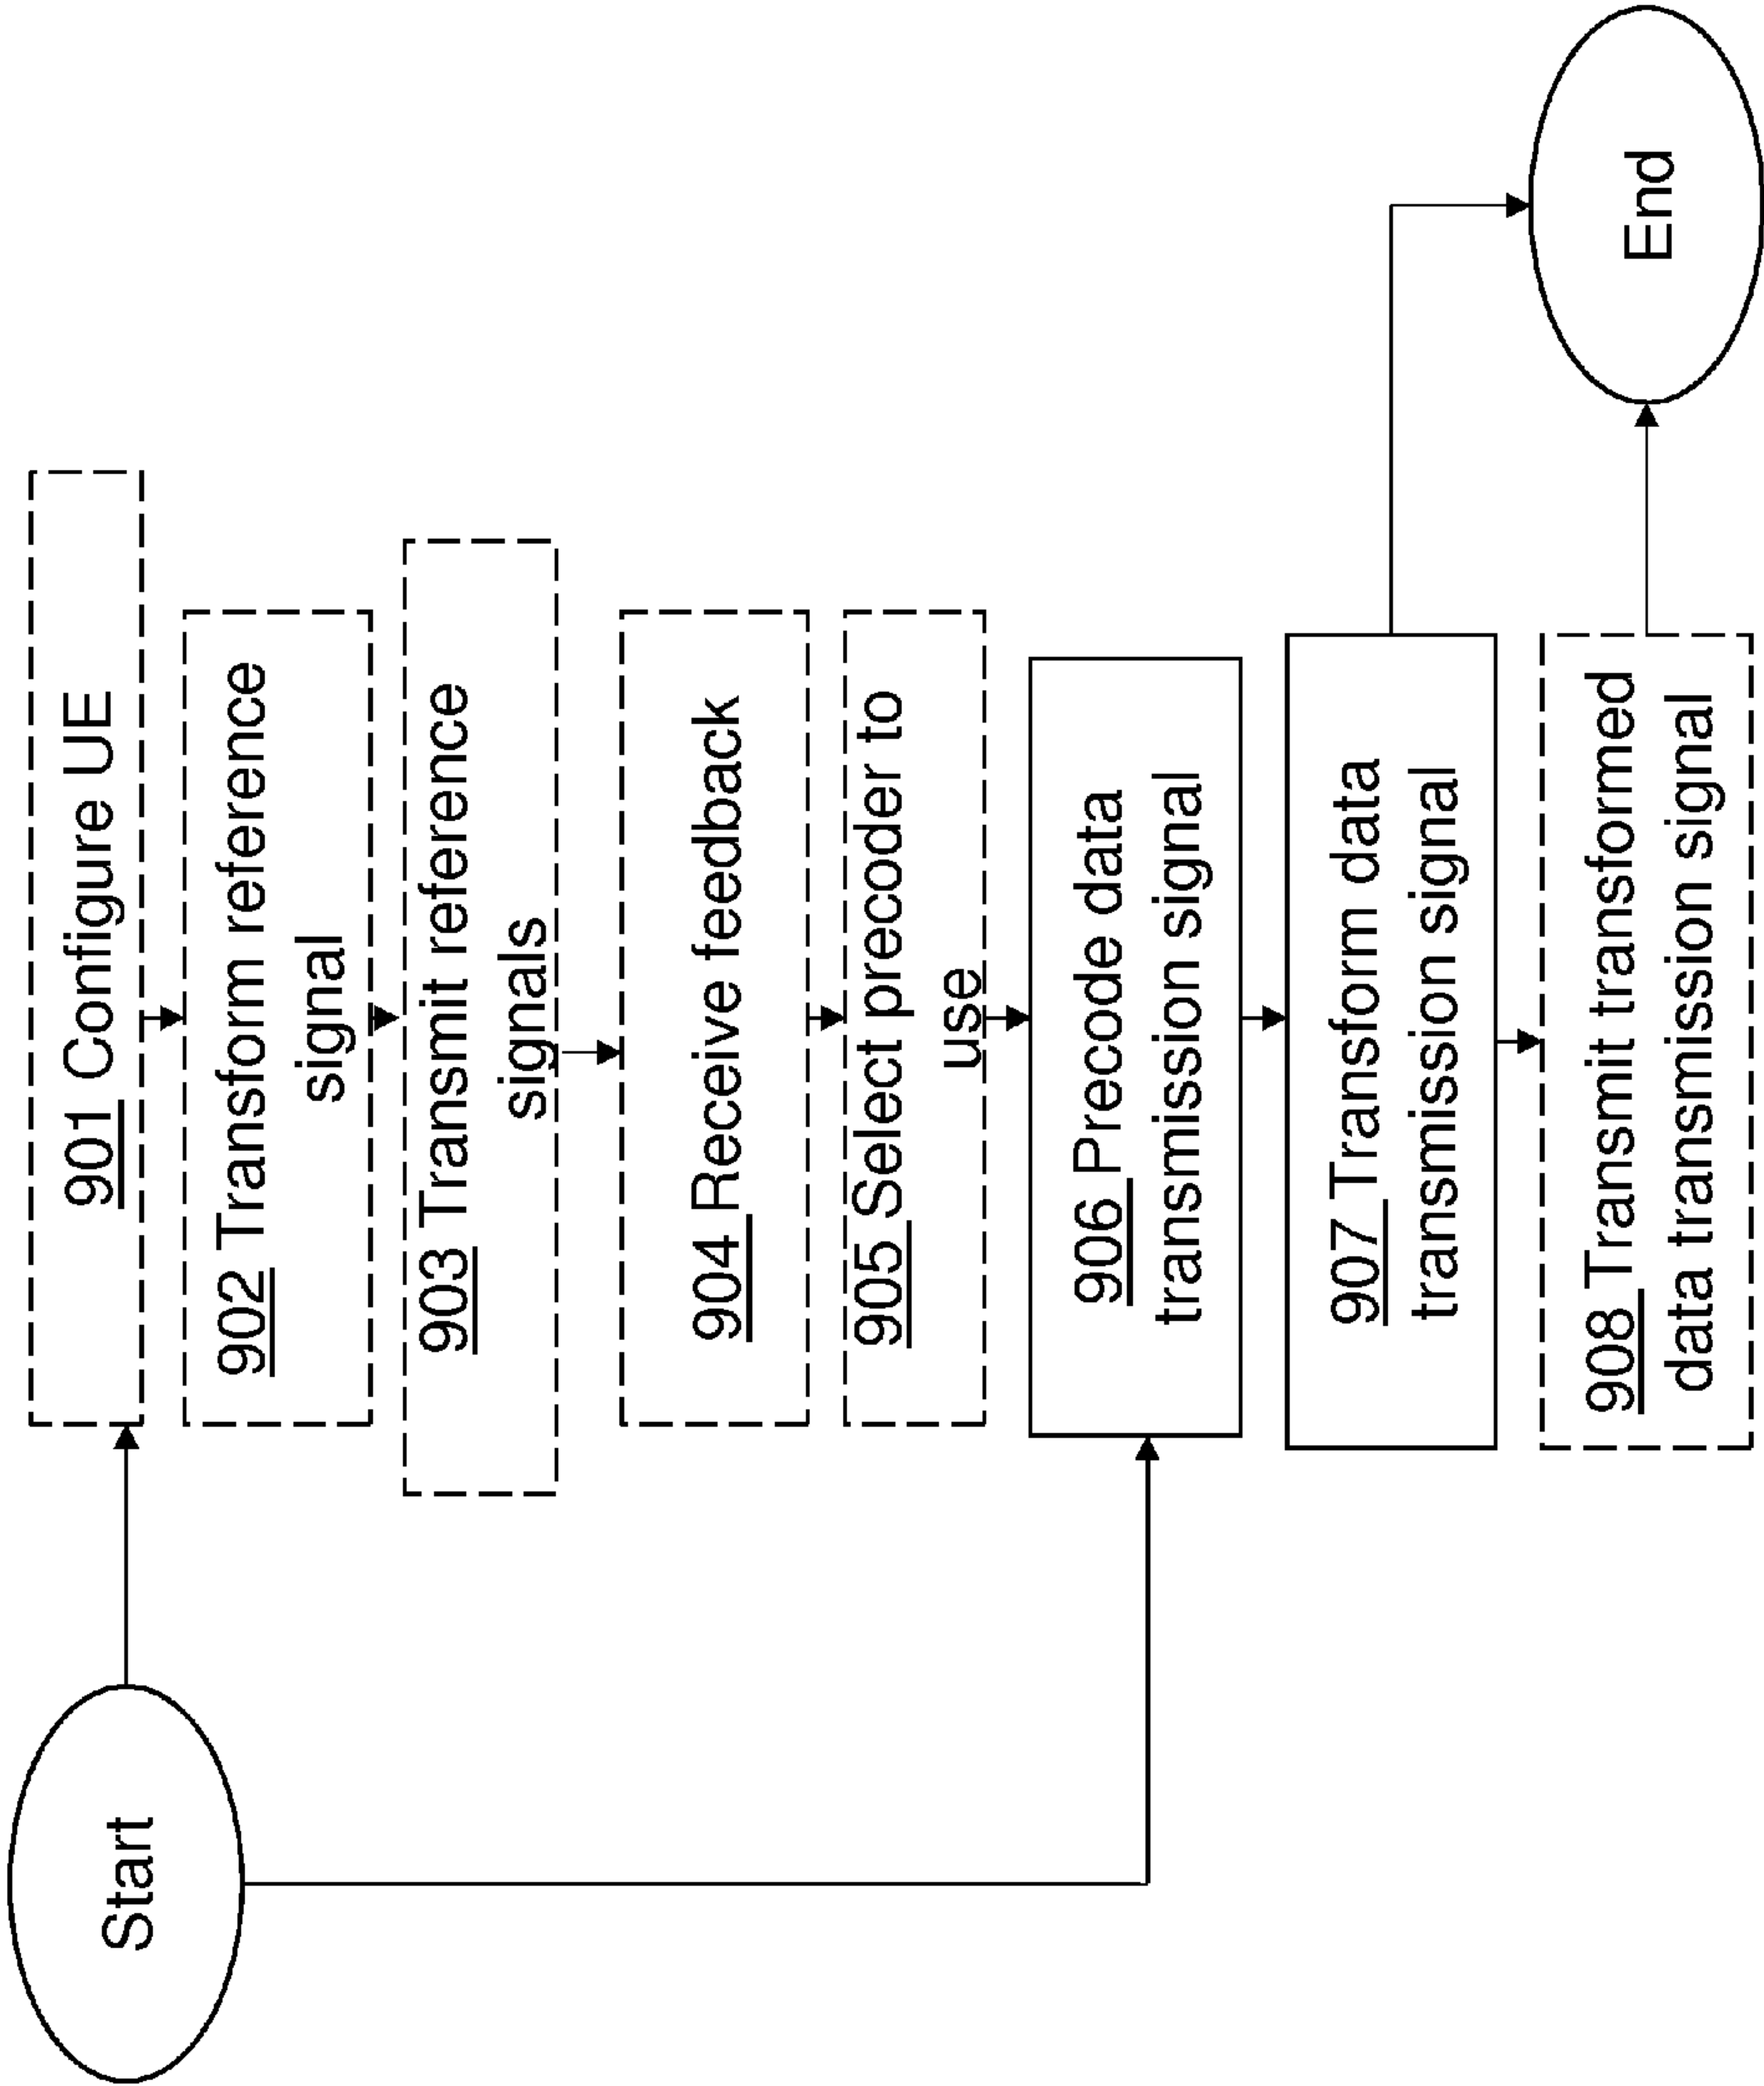 Start
901 Configure UE
902 Transform reference
signal
903 Transmit reference
signals
904 Receive feedback
905 Select precoder to
use
906 Precode data
transmission signal
907 Transform data
transmission signal
908 Transmit transformed
data transmission signal
End